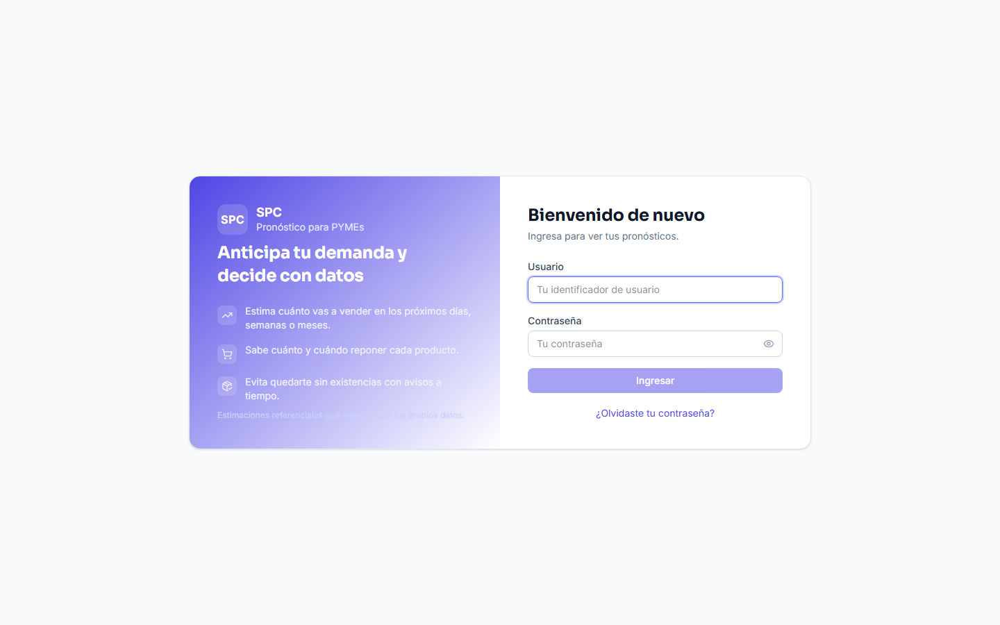 SPC
SPC
Pronóstico para PYMEs
Anticipa tu demanda y
decide con datos
Estima cuánto vas a vender en los próximos días,
semanas o meses.
Sabe cuánto y cuándo reponer cada producto.
Evita quedarte sin existencias con avisos a
tiempo.
Estimaciones referenciales que tus propios datos.
Bienvenido de nuevo
Ingresa para ver tus pronósticos.
Usuario
Tu identificador de usuario
Contraseña
Tu contraseña
Ingresar
¿Olvidaste tu contraseña?